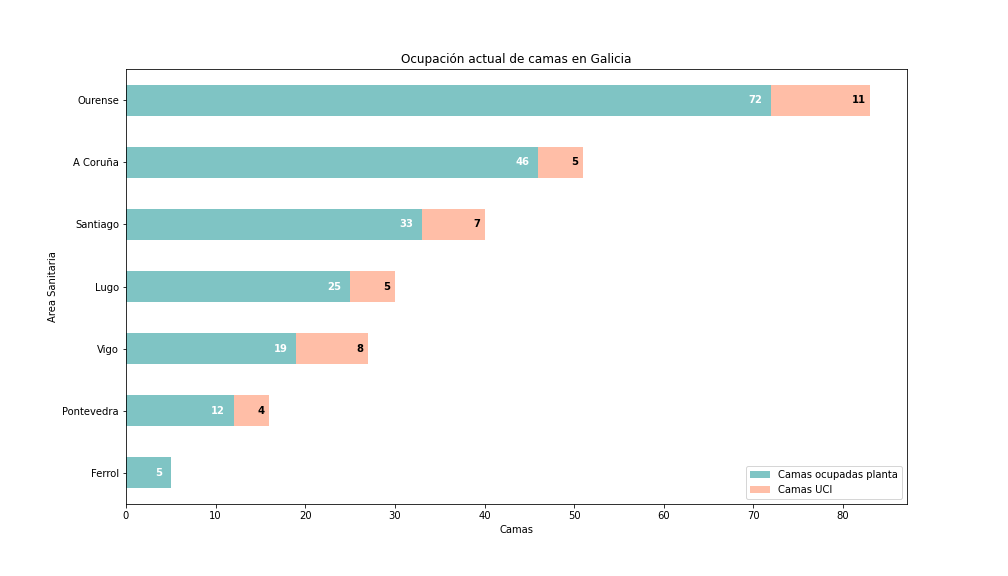 Ocupación actual de camas en Galicia
Area Sanitaria
Ourense 72 11
A Coruña 46 5
Santiago 33 7
Lugo 25 5
Vigo 19 8
Pontevedra 12 4
Ferrol 5
Camas ocupadas planta
Camas UCI
0 10 20 30 40 50 60 70 80
Camas